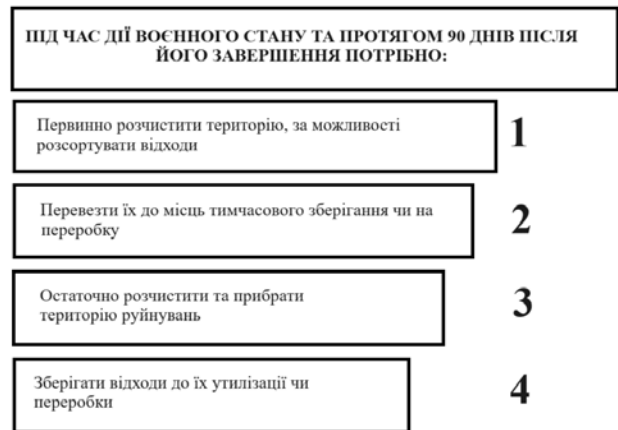 ПІД ЧАС ДІЇ ВОЄННОГО СТАНУ ТА ПРОТЯГОМ 90 ДНІВ ПІСЛЯ
ЙОГО ЗАВЕРШЕННЯ ПОТРІБНО:
Первинно розчистити територію, за можливості
розсортувати відходи
1
Перевезти їх до місць тимчасового зберігання чи на
переробку
2
Остаточно розчистити та прибрати
територію руйнувань
3
Зберігати відходи до їх утилізації чи
переробки
4